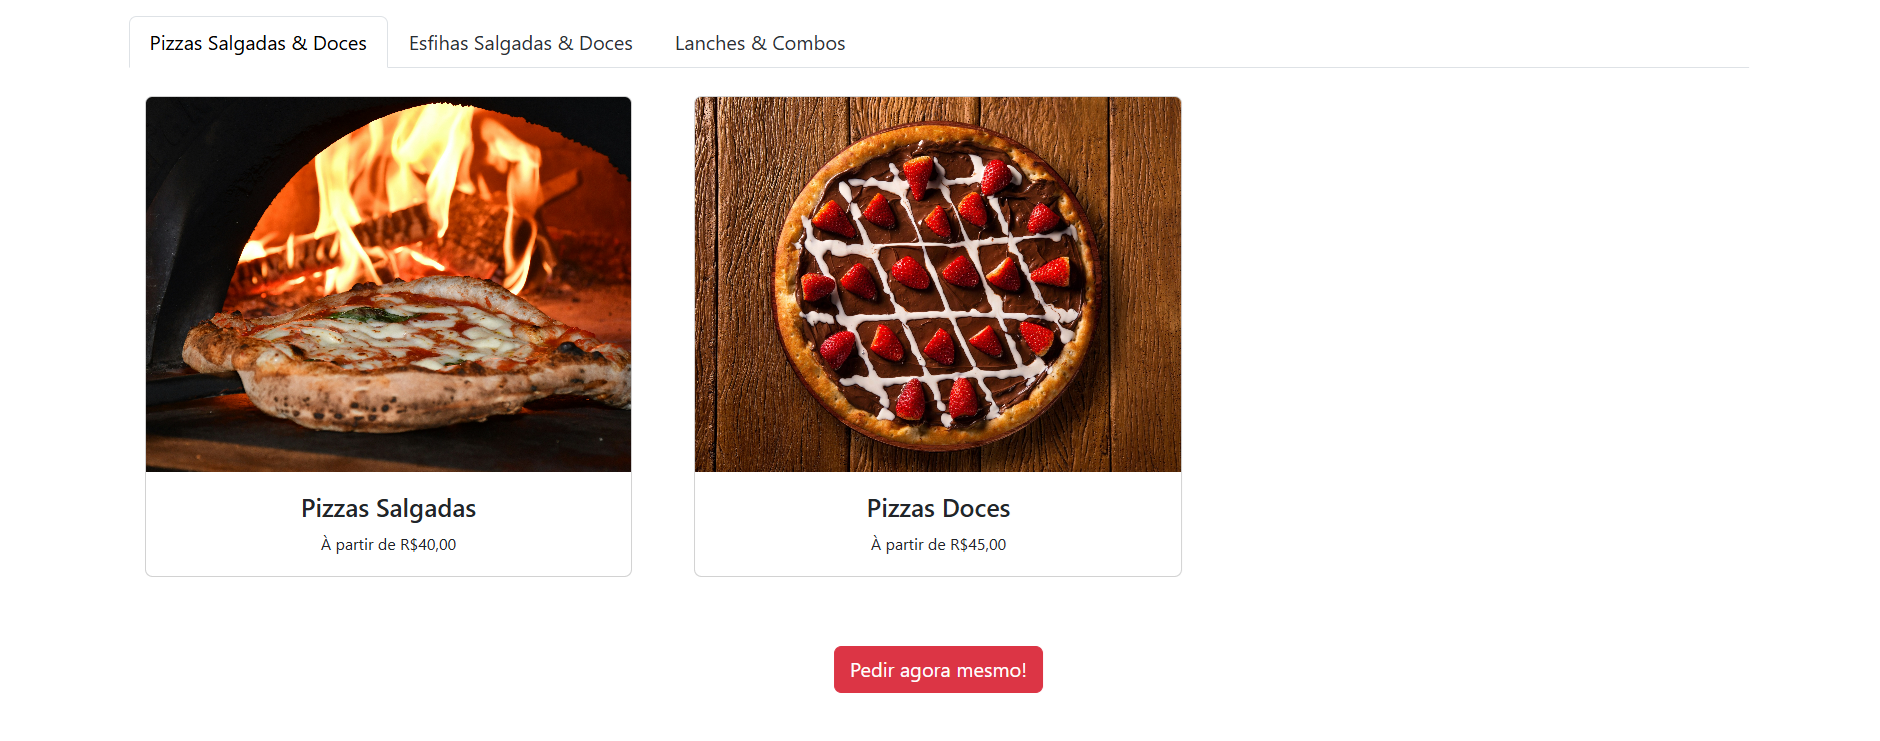 Pizzas Salgadas & Doces
Esfihas Salgadas & Doces
Lanches & Combos
Pizzas Salgadas
À partir de R$40,00
Pizzas Doces
À partir de R$45,00
Pedir agora mesmo!